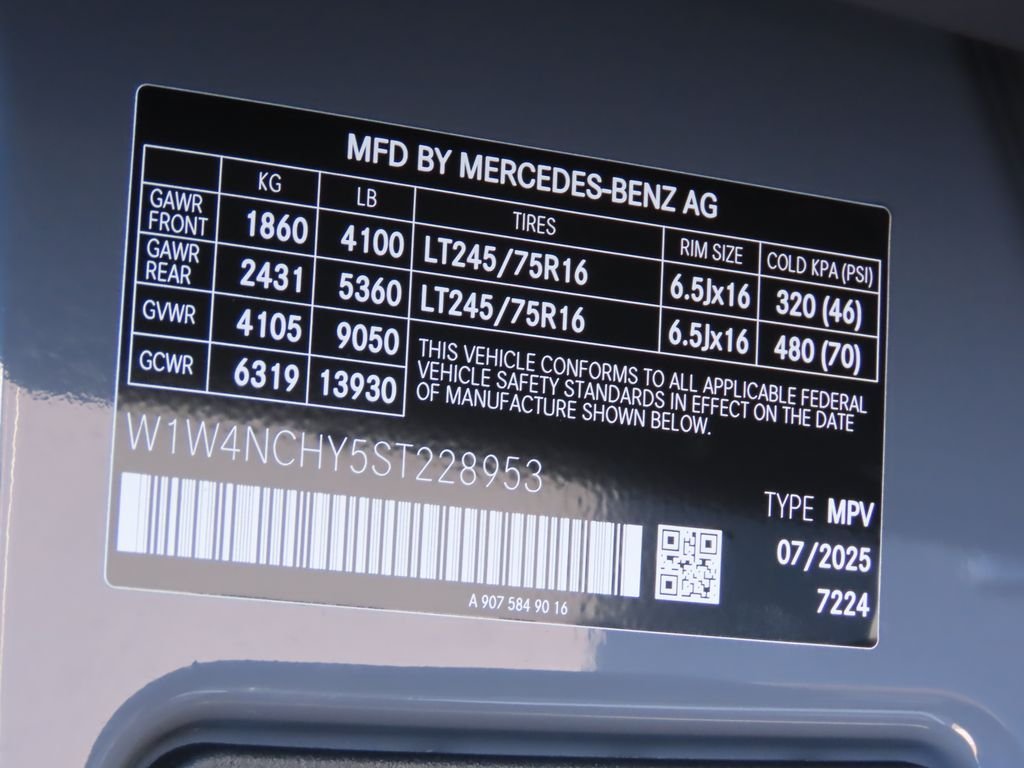 MFD BY MERCEDES-BENZ AG
KG LB TIRES RIM SIZE COLD KPA (PSI)
GAWR FRONT 1860 4100 LT245/75R16 6.5Jx16 320 (46)
GAWR REAR 2431 5360 LT245/75R16 6.5Jx16 480 (70)
GVWR 4105 9050
GCWR 6319 13930
THIS VEHICLE CONFORMS TO ALL APPLICABLE FEDERAL
VEHICLE SAFETY STANDARDS IN EFFECT ON THE DATE
OF MANUFACTURE SHOWN BELOW.
W1W4NCHY5ST228953
TYPE MPV
07/2025
7224
A 907 584 90 16